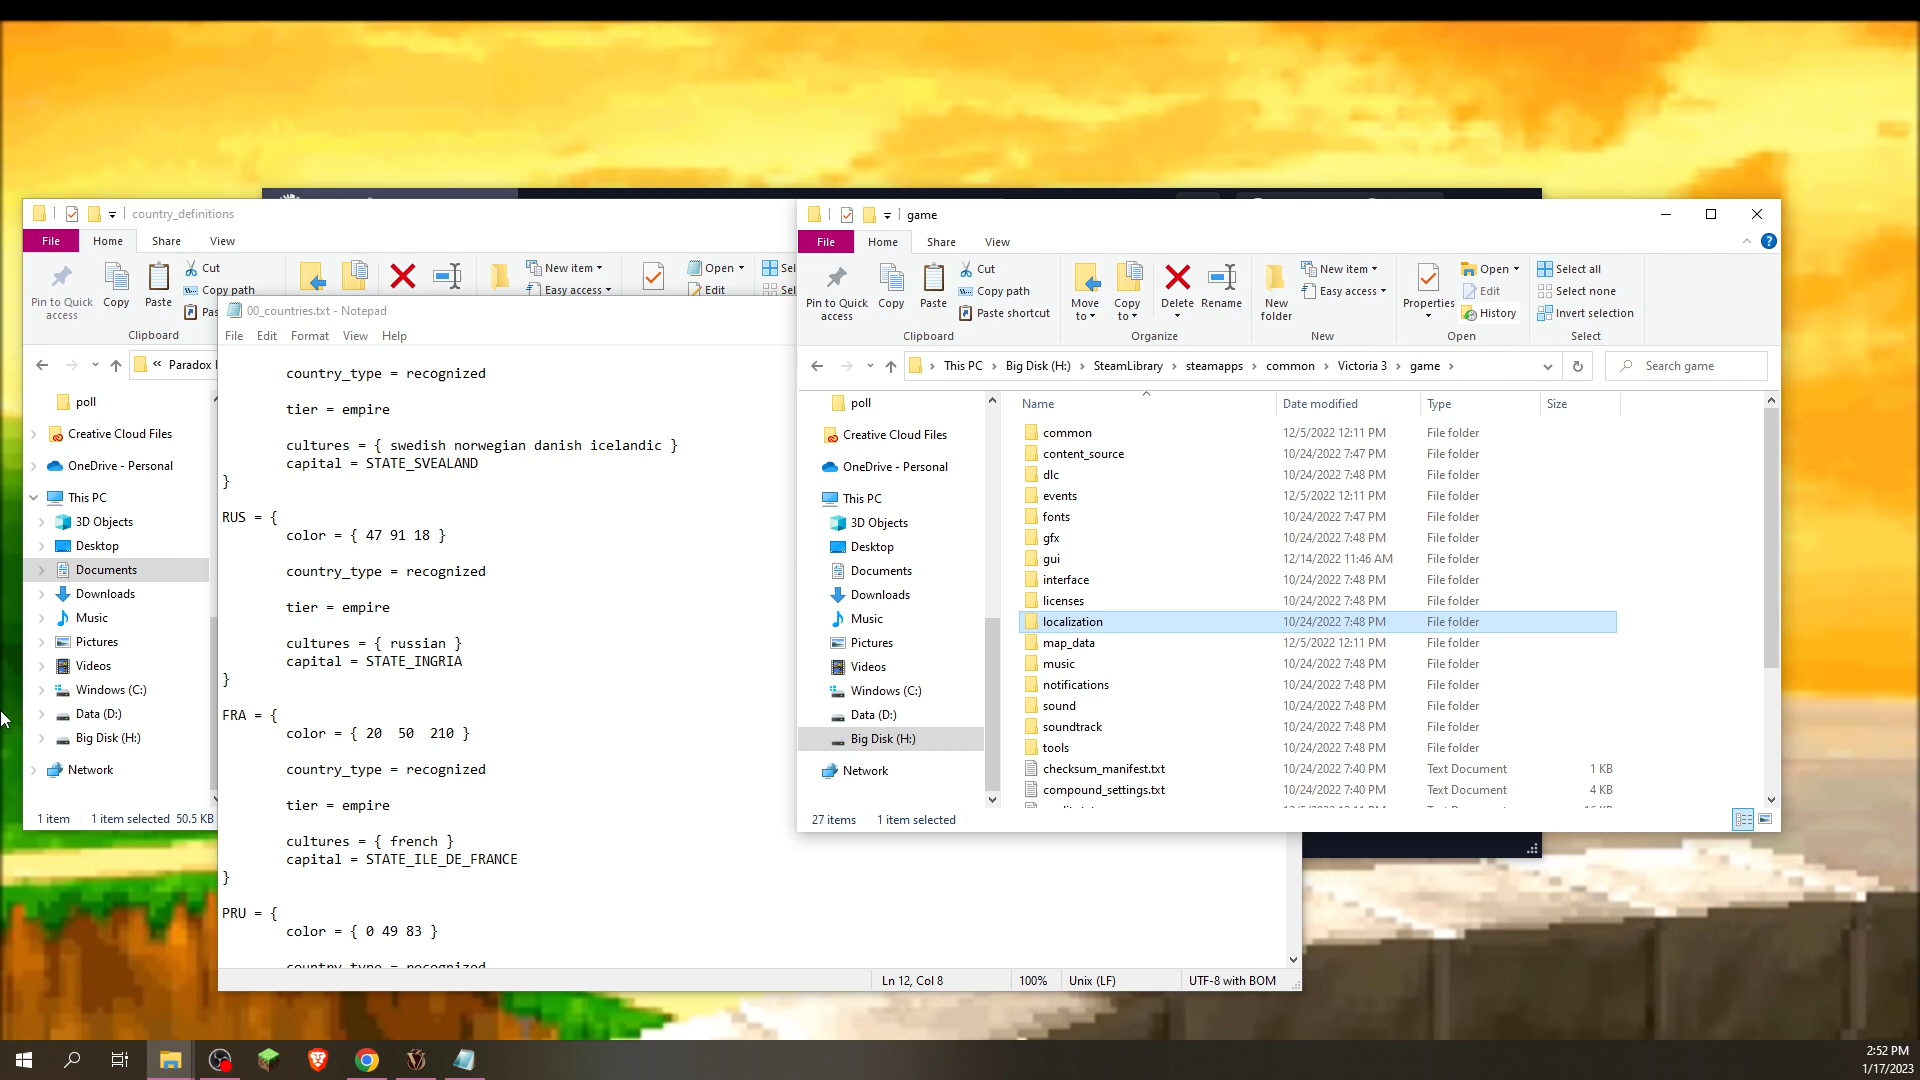 country_definitions
File
Home
Share
View
Pin to Quick access
Copy
Paste
Cut
Copy path
Clipboard
New item
Easy access
Open
Edit
Paradox
poll
Creative Cloud Files
OneDrive - Personal
This PC
3D Objects
Desktop
Documents
Downloads
Music
Pictures
Videos
Windows (C:)
Data (D:)
Big Disk (H:)
Network
1 item
1 item selected 50.5 KB
00_countries.txt - Notepad
File Edit Format View Help
country_type = recognized
tier = empire
cultures = { swedish norwegian danish icelandic }
capital = STATE_SVEALAND
}
RUS = {
color = { 47 91 18 }
country_type = recognized
tier = empire
cultures = { russian }
capital = STATE_INGRIA
}
FRA = {
color = { 20  50  210 }
country_type = recognized
tier = empire
cultures = { french }
capital = STATE_ILE_DE_FRANCE
}
PRU = {
color = { 0 49 83 }
country_type = recognized
Ln 12, Col 8
100%
Unix (LF)
UTF-8 with BOM
game
File
Home
Share
View
Pin to Quick access
Copy
Paste
Cut
Copy path
Paste shortcut
Clipboard
Move to
Copy to
Delete
Rename
Organize
New folder
New item
Easy access
New
Properties
Open
Edit
History
Open
Select all
Select none
Invert selection
Select
This PC > Big Disk (H:) > SteamLibrary > steamapps > common > Victoria 3 > game >
Search game
poll
Creative Cloud Files
OneDrive - Personal
This PC
3D Objects
Desktop
Documents
Downloads
Music
Pictures
Videos
Windows (C:)
Data (D:)
Big Disk (H:)
Network
Name Date modified Type Size
common 12/5/2022 12:11 PM File folder
content_source 10/24/2022 7:47 PM File folder
dlc 10/24/2022 7:48 PM File folder
events 12/5/2022 12:11 PM File folder
fonts 10/24/2022 7:47 PM File folder
gfx 10/24/2022 7:48 PM File folder
gui 12/14/2022 11:46 AM File folder
interface 10/24/2022 7:48 PM File folder
licenses 10/24/2022 7:48 PM File folder
localization 10/24/2022 7:48 PM File folder
map_data 12/5/2022 12:11 PM File folder
music 10/24/2022 7:48 PM File folder
notifications 10/24/2022 7:48 PM File folder
sound 10/24/2022 7:48 PM File folder
soundtrack 10/24/2022 7:48 PM File folder
tools 10/24/2022 7:48 PM File folder
checksum_manifest.txt 10/24/2022 7:40 PM Text Document 1 KB
compound_settings.txt 10/24/2022 7:40 PM Text Document 4 KB
27 items
1 item selected
2:52 PM
1/17/2023